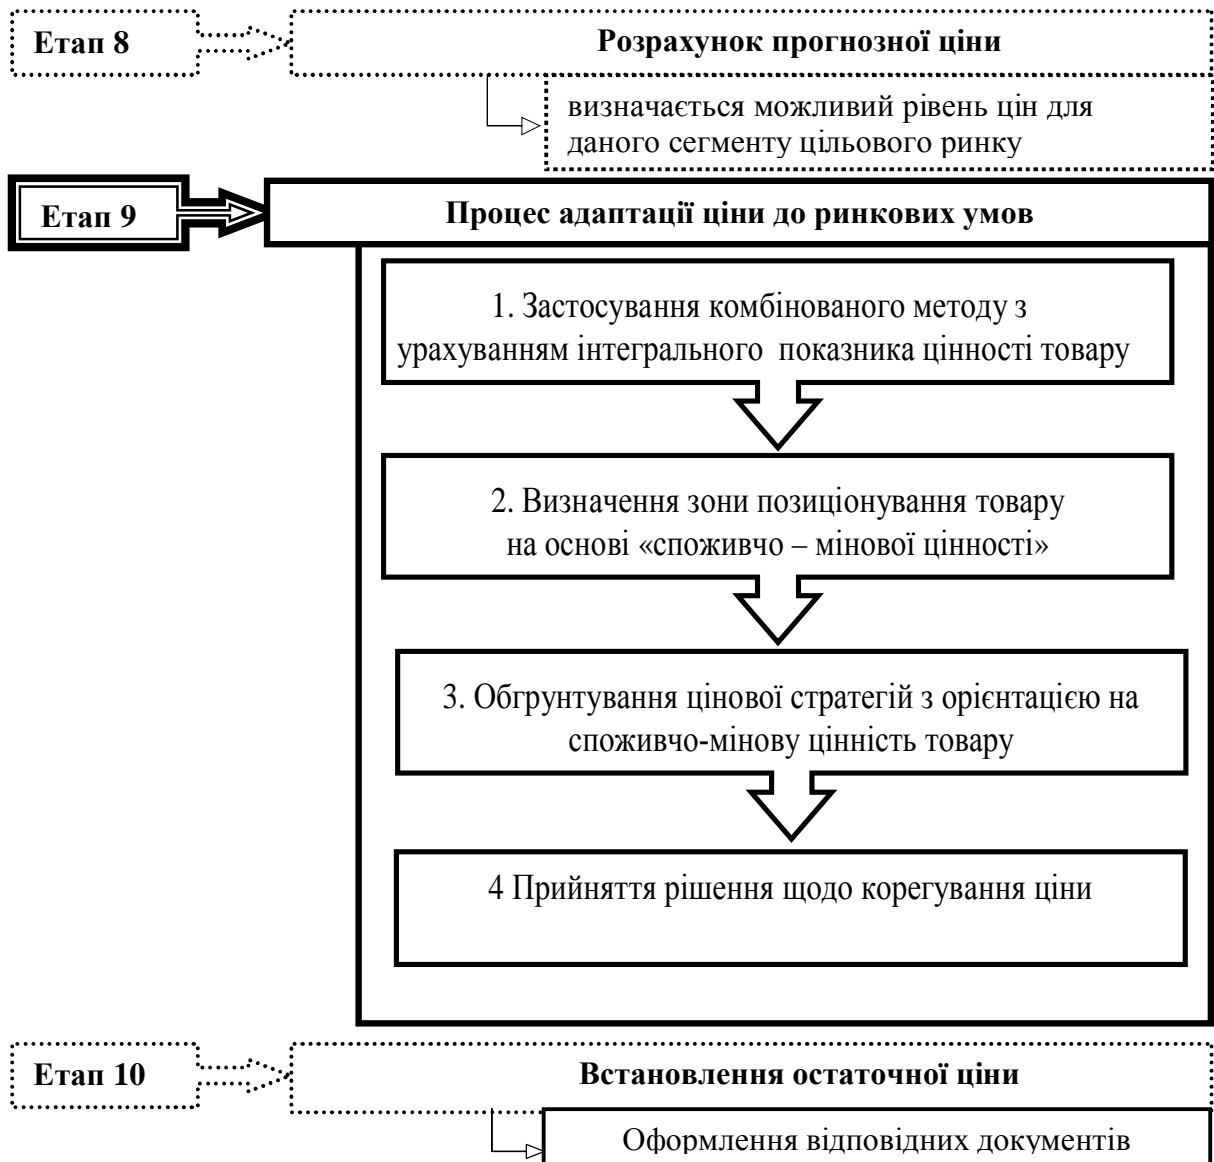 Етап 8
Розрахунок прогнозної ціни
визначається можливий рівень цін для
даного сегменту цільового ринку
Етап 9
Процес адаптації ціни до ринкових умов
1. Застосування комбінованого методу з
урахуванням інтегрального показника цінності товару
2. Визначення зони позиціонування товару
на основі «споживчо – мінової цінності»
3. Обгрунтування цінової стратегій з орієнтацією на
споживчо-мінову цінність товару
4 Прийняття рішення щодо корегування ціни
Етап 10
Встановлення остаточної ціни
Оформлення відповідних документів